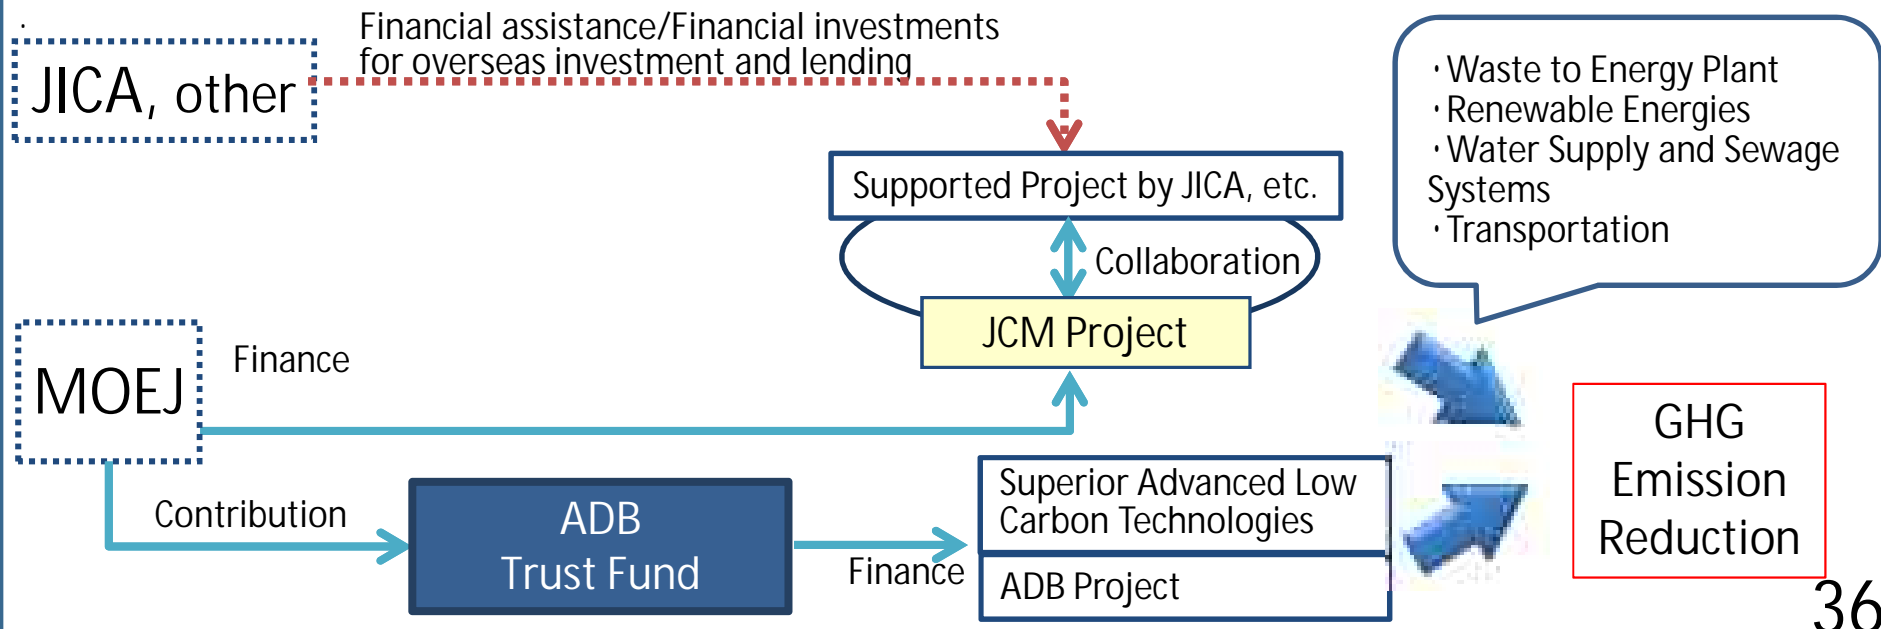 Financial assistance/Financial investments
for overseas investment and lending
JICA, other
・Waste to Energy Plant
・Renewable Energies
・Water Supply and Sewage
Systems
・Transportation
Supported Project by JICA, etc.
Collaboration
JCM Project
MOEJ
Finance
GHG
Emission
Reduction
Contribution
ADB
Trust Fund
Finance
Superior Advanced Low
Carbon Technologies
ADB Project
36